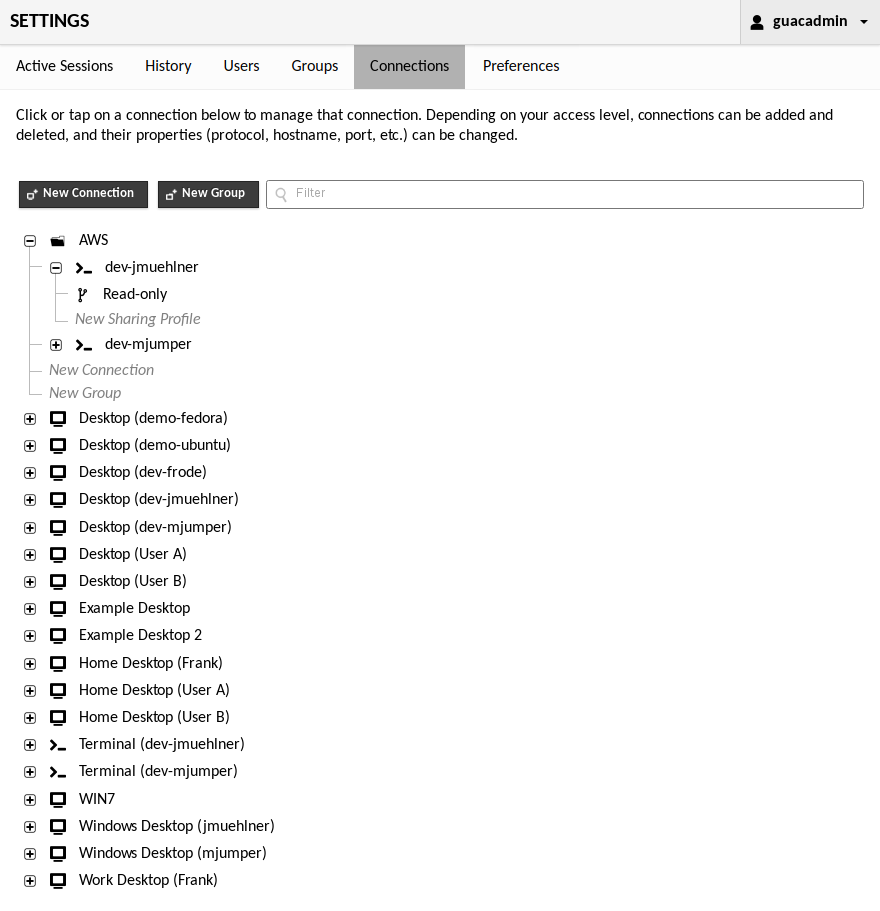 SETTINGS
guacadmin
Active Sessions History Users Groups Connections Preferences
Click or tap on a connection below to manage that connection. Depending on your access level, connections can be added and
deleted, and their properties (protocol, hostname, port, etc.) can be changed.
New Connection New Group Filter
AWS
dev-jmuehlner
Read-only
New Sharing Profile
dev-mjumper
New Connection
New Group
Desktop (demo-fedora)
Desktop (demo-ubuntu)
Desktop (dev-frode)
Desktop (dev-jmuehlner)
Desktop (dev-mjumper)
Desktop (User A)
Desktop (User B)
Example Desktop
Example Desktop 2
Home Desktop (Frank)
Home Desktop (User A)
Home Desktop (User B)
Terminal (dev-jmuehlner)
Terminal (dev-mjumper)
WIN7
Windows Desktop (jmuehlner)
Windows Desktop (mjumper)
Work Desktop (Frank)